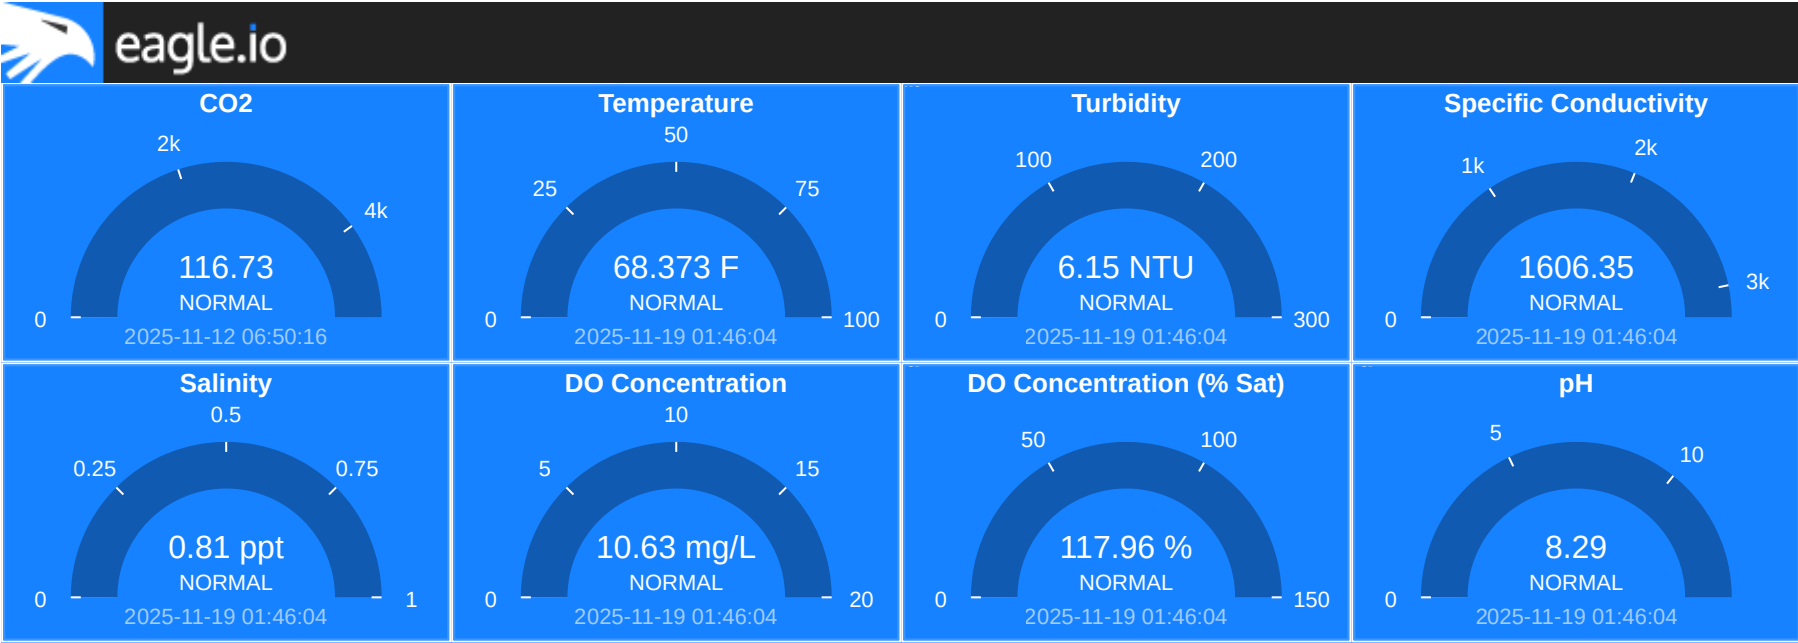 eagle.io
CO2
2k
4k
116.73
NORMAL
0
2025-11-12 06:50:16
Temperature
50
25
75
68.373 F
NORMAL
0
100
2025-11-19 01:46:04
Turbidity
100
200
6.15 NTU
NORMAL
0
300
2025-11-19 01:46:04
Specific Conductivity
2k
1k
1606.35
3k
NORMAL
0
2025-11-19 01:46:04
Salinity
0.5
0.25
0.75
0.81 ppt
NORMAL
0
1
2025-11-19 01:46:04
DO Concentration
10
5
15
10.63 mg/L
NORMAL
0
20
2025-11-19 01:46:04
DO Concentration (% Sat)
50
100
117.96 %
NORMAL
0
150
2025-11-19 01:46:04
pH
5
10
8.29
NORMAL
0
2025-11-19 01:46:04